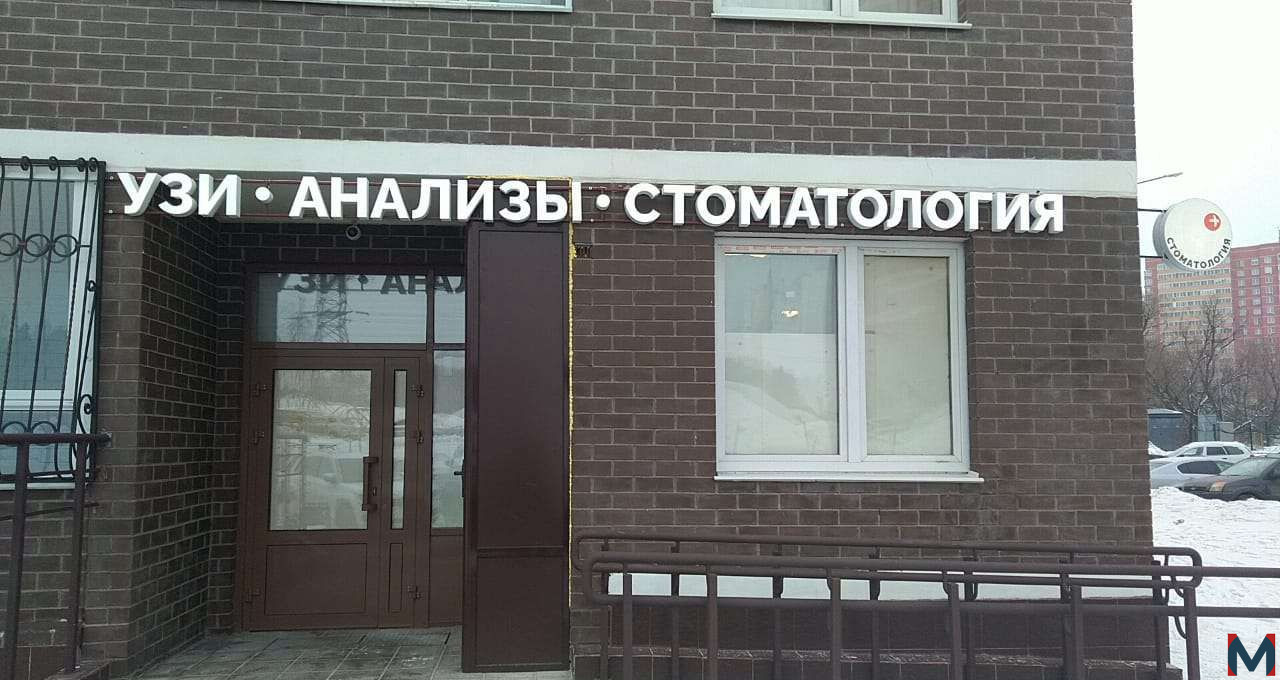 УЗИ • АНАЛИЗЫ • СТОМАТОЛОГИЯ
СТОМАТОЛОГИЯ
УЗИ • АНАЛ
M